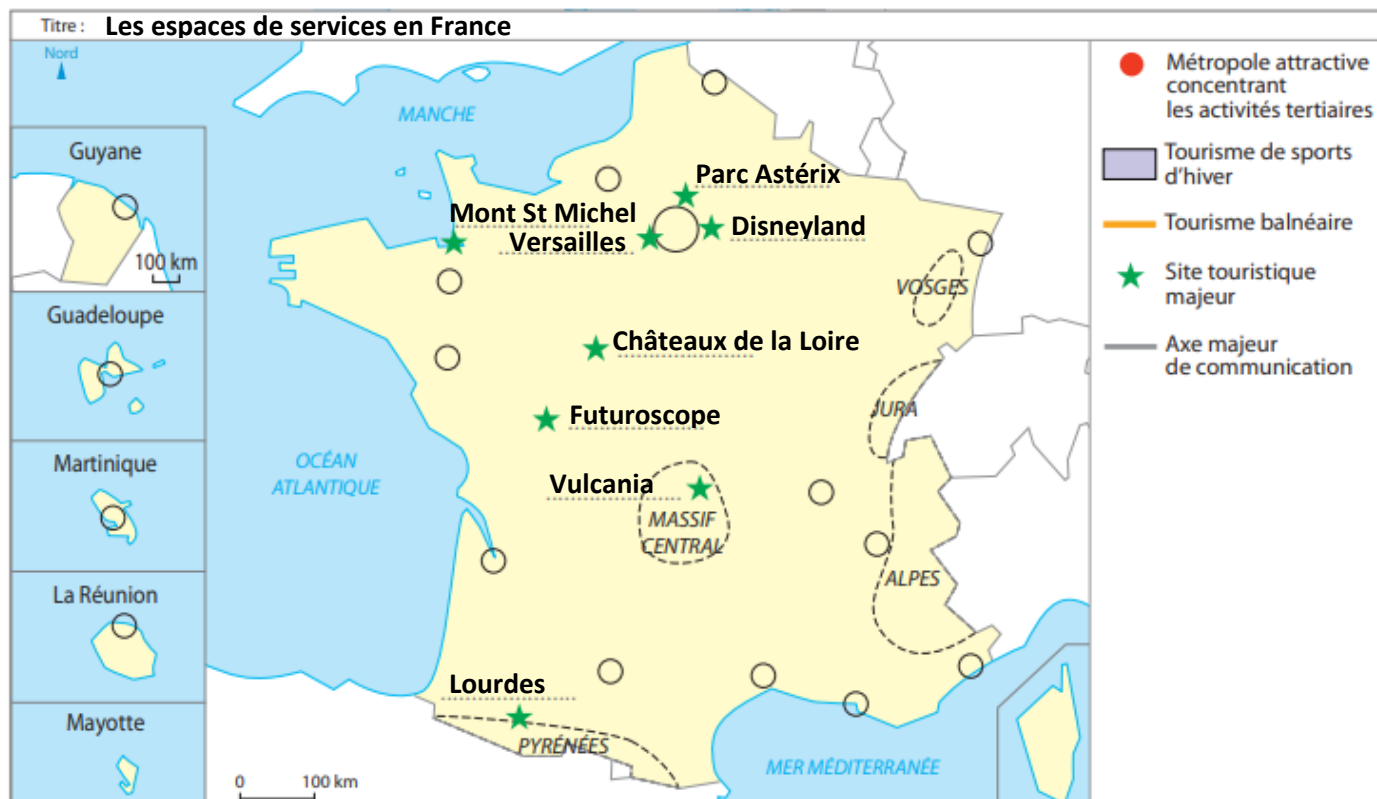 Titre : Les espaces de services en France
Nord
MANCHE
Guyane
100 km
Guadeloupe
Martinique
La Réunion
Mayotte
Parc Astérix
Mont St Michel
Versailles
Disneyland
VOSGES
Châteaux de la Loire
JURA
Futuroscope
OCÉAN
ATLANTIQUE
Vulcania
MASSIF
CENTRAL
ALPES
Lourdes
PYRÉNÉES
MER MÉDITERRANÉE
0 100 km
Métropole attractive
concentrant
les activités tertiaires
Tourisme de sports
d'hiver
Tourisme balnéaire
Site touristique
majeur
Axe majeur
de communication